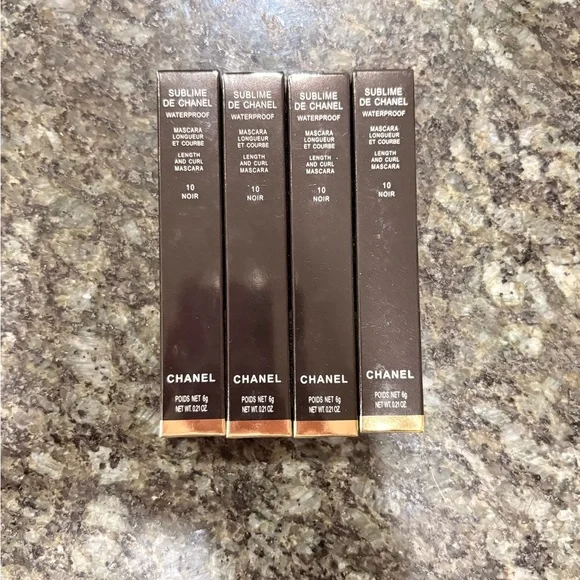 SUBLIME
DE CHANEL
WATERPROOF
MASCARA
LONGUEUR
ET COURBE
LENGTH
AND CURL
MASCARA
10
NOIR
CHANEL
POIDS NET 6g
NET WT. 0.21 OZ.
SUBLIME
DE CHANEL
WATERPROOF
MASCARA
LONGUEUR
ET COURBE
LENGTH
AND CURL
MASCARA
10
NOIR
CHANEL
POIDS NET 6g
NET WT. 0.21 OZ.
SUBLIME
DE CHANEL
WATERPROOF
MASCARA
LONGUEUR
ET COURBE
LENGTH
AND CURL
MASCARA
10
NOIR
CHANEL
POIDS NET 6g
NET WT. 0.21 OZ.
SUBLIME
DE CHANEL
WATERPROOF
MASCARA
LONGUEUR
ET COURBE
LENGTH
AND CURL
MASCARA
10
NOIR
CHANEL
POIDS NET 6g
NET WT. 0.21 OZ.